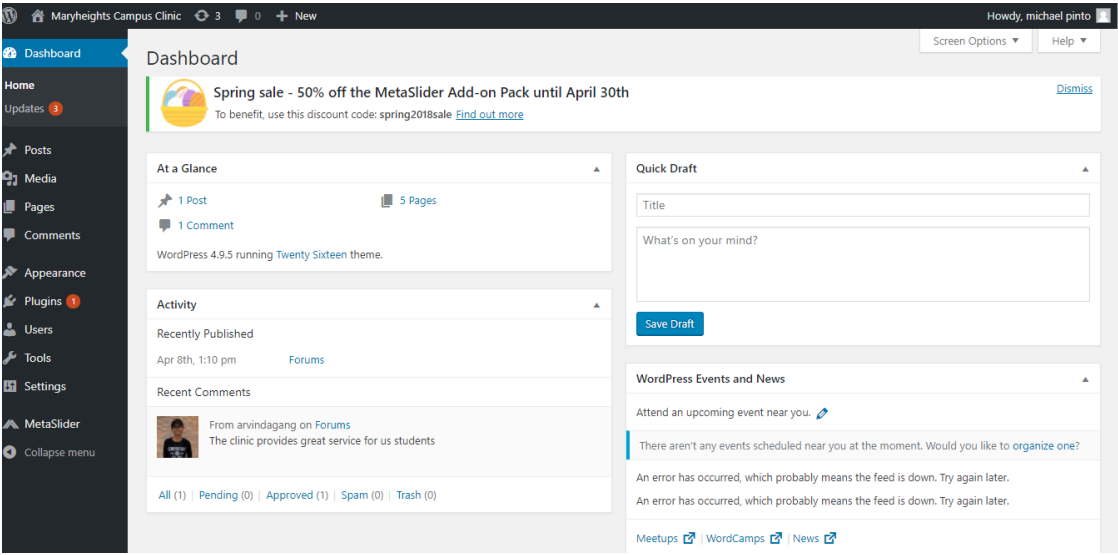 Maryheights Campus Clinic 3 0 + New
Howdy, michael pinto
Screen Options ▼ Help ▼
Dashboard
Home
Updates 3
Posts
Media
Pages
Comments
Appearance
Plugins 1
Users
Tools
Settings
MetaSlider
Collapse menu
Dashboard
Spring sale - 50% off the MetaSlider Add-on Pack until April 30th
Dismiss
To benefit, use this discount code: spring2018sale Find out more
At a Glance
1 Post 5 Pages
1 Comment
WordPress 4.9.5 running Twenty Sixteen theme.
Activity
Recently Published
Apr 8th, 1:10 pm Forums
Recent Comments
From arvindagang on Forums
The clinic provides great service for us students
All (1) | Pending (0) | Approved (1) | Spam (0) | Trash (0)
Quick Draft
Title
What's on your mind?
Save Draft
WordPress Events and News
Attend an upcoming event near you.
There aren't any events scheduled near you at the moment. Would you like to organize one?
An error has occurred, which probably means the feed is down. Try again later.
An error has occurred, which probably means the feed is down. Try again later.
Meetups | WordCamps | News